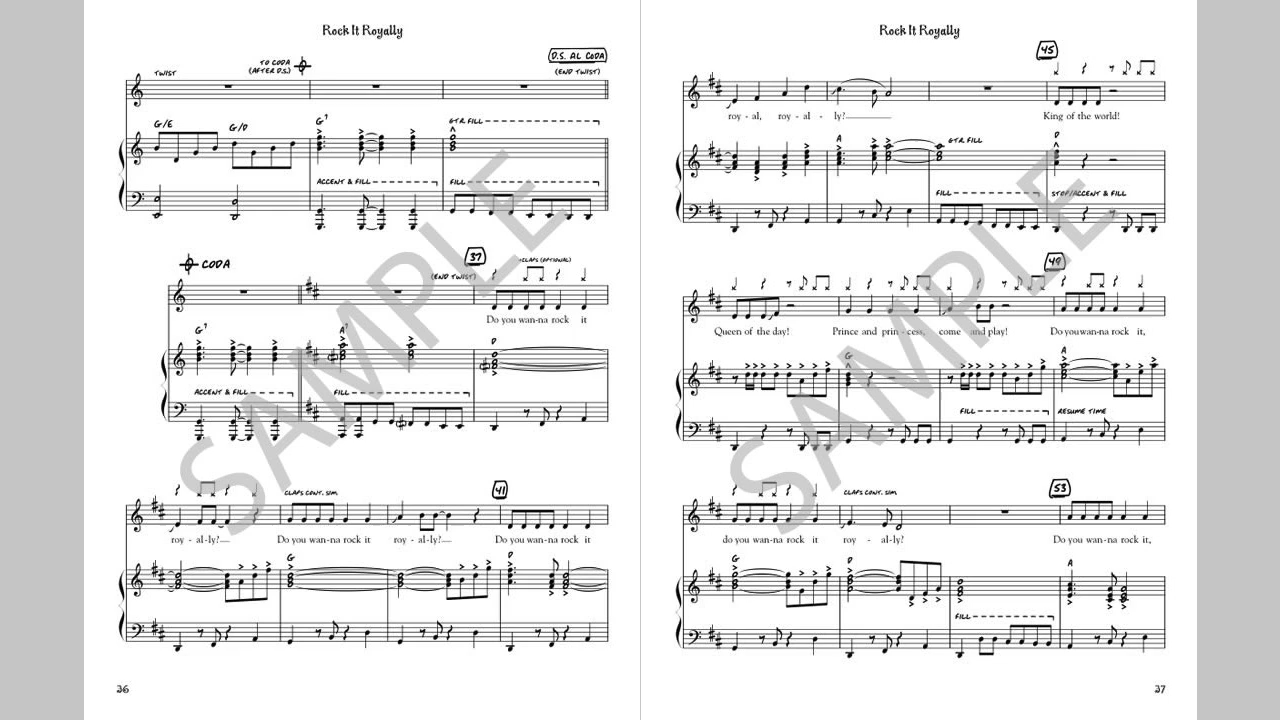 Rock It Royally
D.S. AL CODA
TO CODA
TWIST
(AFTER D.S.)
(END TWIST)
G/E
G/D
G7
GTR FILL
ACCENT & FILL
FILL
CODA
37
CLAPS (OPTIONAL)
(END TWIST)
Do you wan-na rock it
G7
A7
D
ACCENT & FILL
FILL
41
CLAPS CONT. SIM.
roy - al-ly? Do you wan-na rock it roy - al-ly? Do you wan-na rock it
G
D
36
Rock It Royally
45
roy - al, roy - al - ly? King of the world!
A
GTR. FILL
D
FILL
STOP/ACCENT & FILL
49
Queen of the day! Prince and prin - cess, come and play! Do you wan-na rock it,
G
A
FILL
RESUME TIME
53
CLAPS CONT. SIM.
do you wan-na rock it roy - al-ly? Do you wan-na rock it,
G
D
A
FILL
37
SAMPLE
SAMPLE